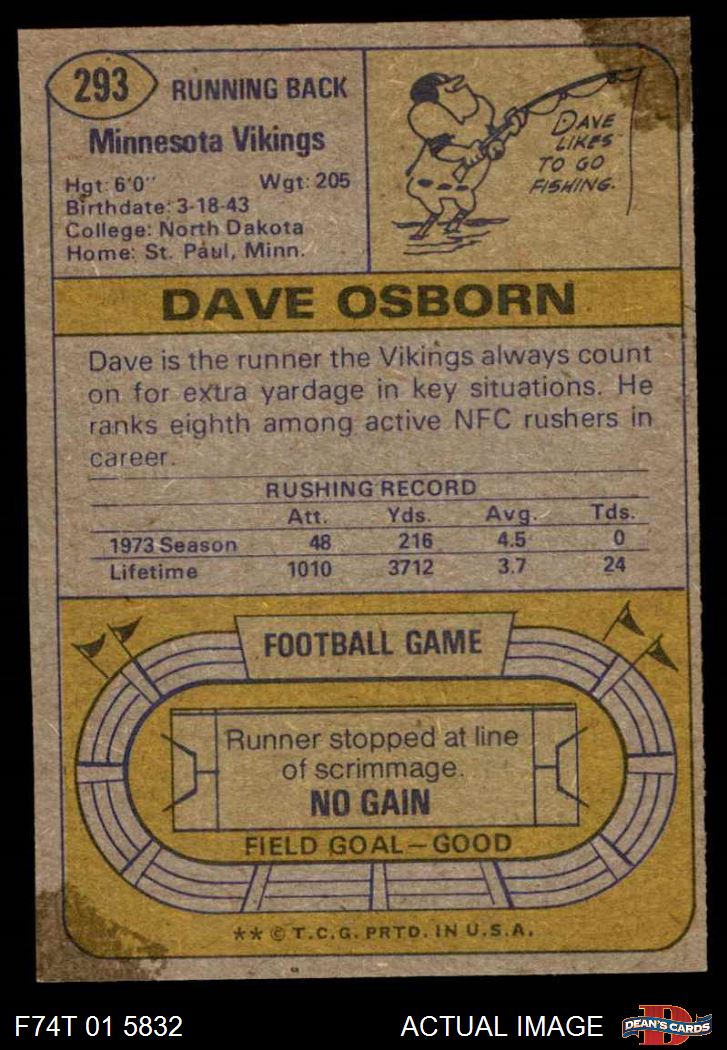 293
RUNNING BACK
Minnesota Vikings
Hgt: 6'0" Wgt: 205
Birthdate: 3-18-43
College: North Dakota
Home: St. Paul, Minn.
DAVE
LIKES
TO GO
FISHING.
DAVE OSBORN
Dave is the runner the Vikings always count
on for extra yardage in key situations. He
ranks eighth among active NFC rushers in
career.
RUSHING RECORD
Att. Yds. Avg. Tds.
1973 Season 48 216 4.5 0
Lifetime 1010 3712 3.7 24
FOOTBALL GAME
Runner stopped at line
of scrimmage.
NO GAIN
FIELD GOAL—GOOD
** © T.C.G. PRTD. IN U.S.A.
F74T 01 5832 ACTUAL IMAGE
D
DEAN'S CARDS